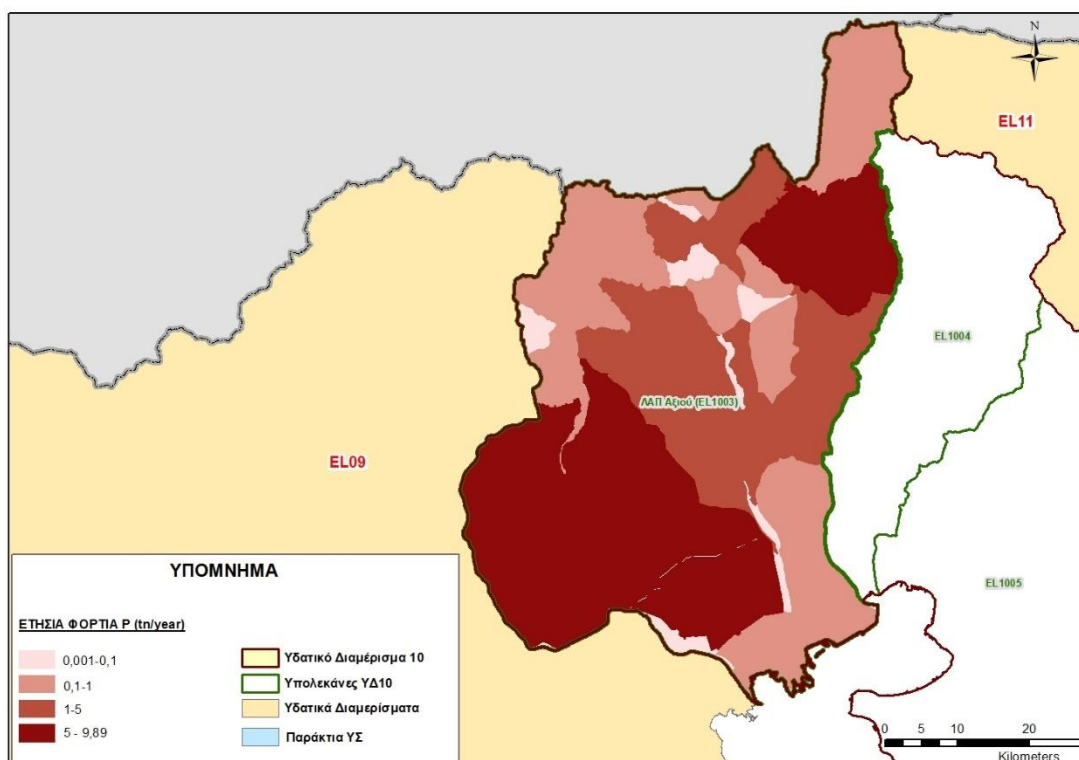 N
EL11
EL1004
ΛΑΠ Αξιού (EL1003)
EL09
EL1005
ΥΠΟΜΝΗΜΑ
ΕΤΗΣΙΑ ΦΟΡΤΙΑ P (tn/year)
0,001-0,1
0,1-1
1-5
5 - 9,89
Υδατικό Διαμέρισμα 10
Υπολεκάνες ΥΔ10
Υδατικά Διαμερίσματα
Παράκτια ΥΣ
0 5 10 20
Kilometers